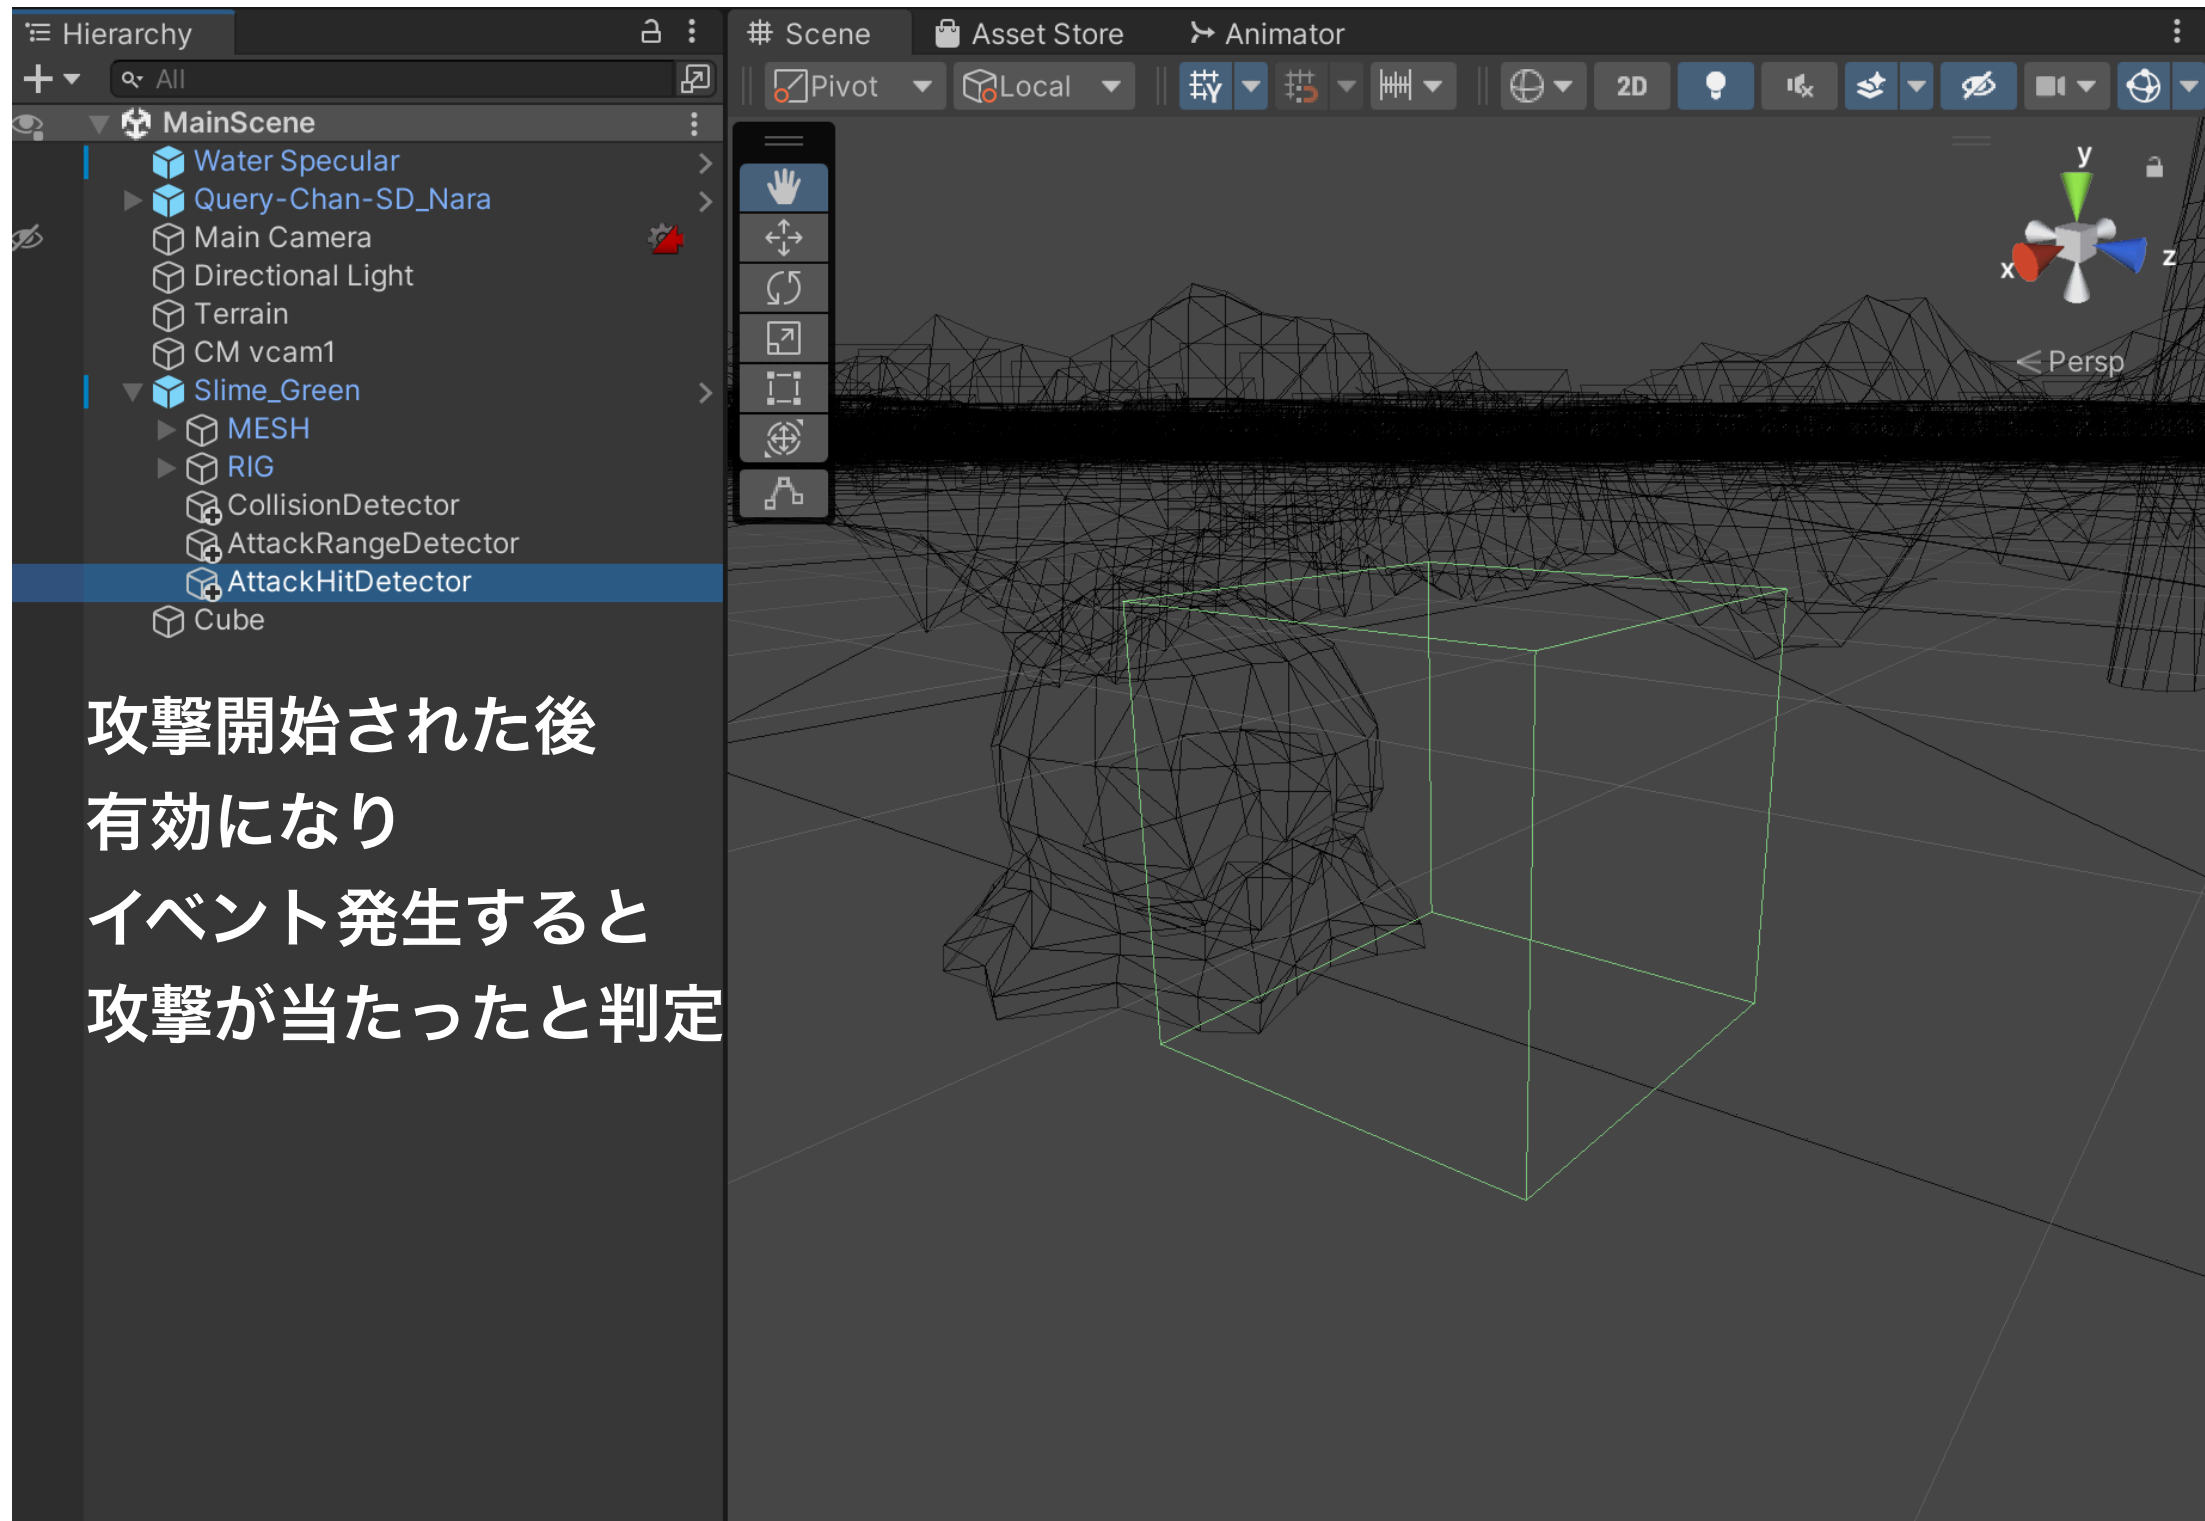 Hierarchy
All
MainScene
Water Specular
Query-Chan-SD_Nara
Main Camera
Directional Light
Terrain
CM vcam1
Slime_Green
MESH
RIG
CollisionDetector
AttackRangeDetector
AttackHitDetector
Cube
攻撃開始された後
有効になり
イベント発生すると
攻撃が当たったと判定
Scene
Asset Store
Animator
Pivot
Local
2D
y
x
z
Persp